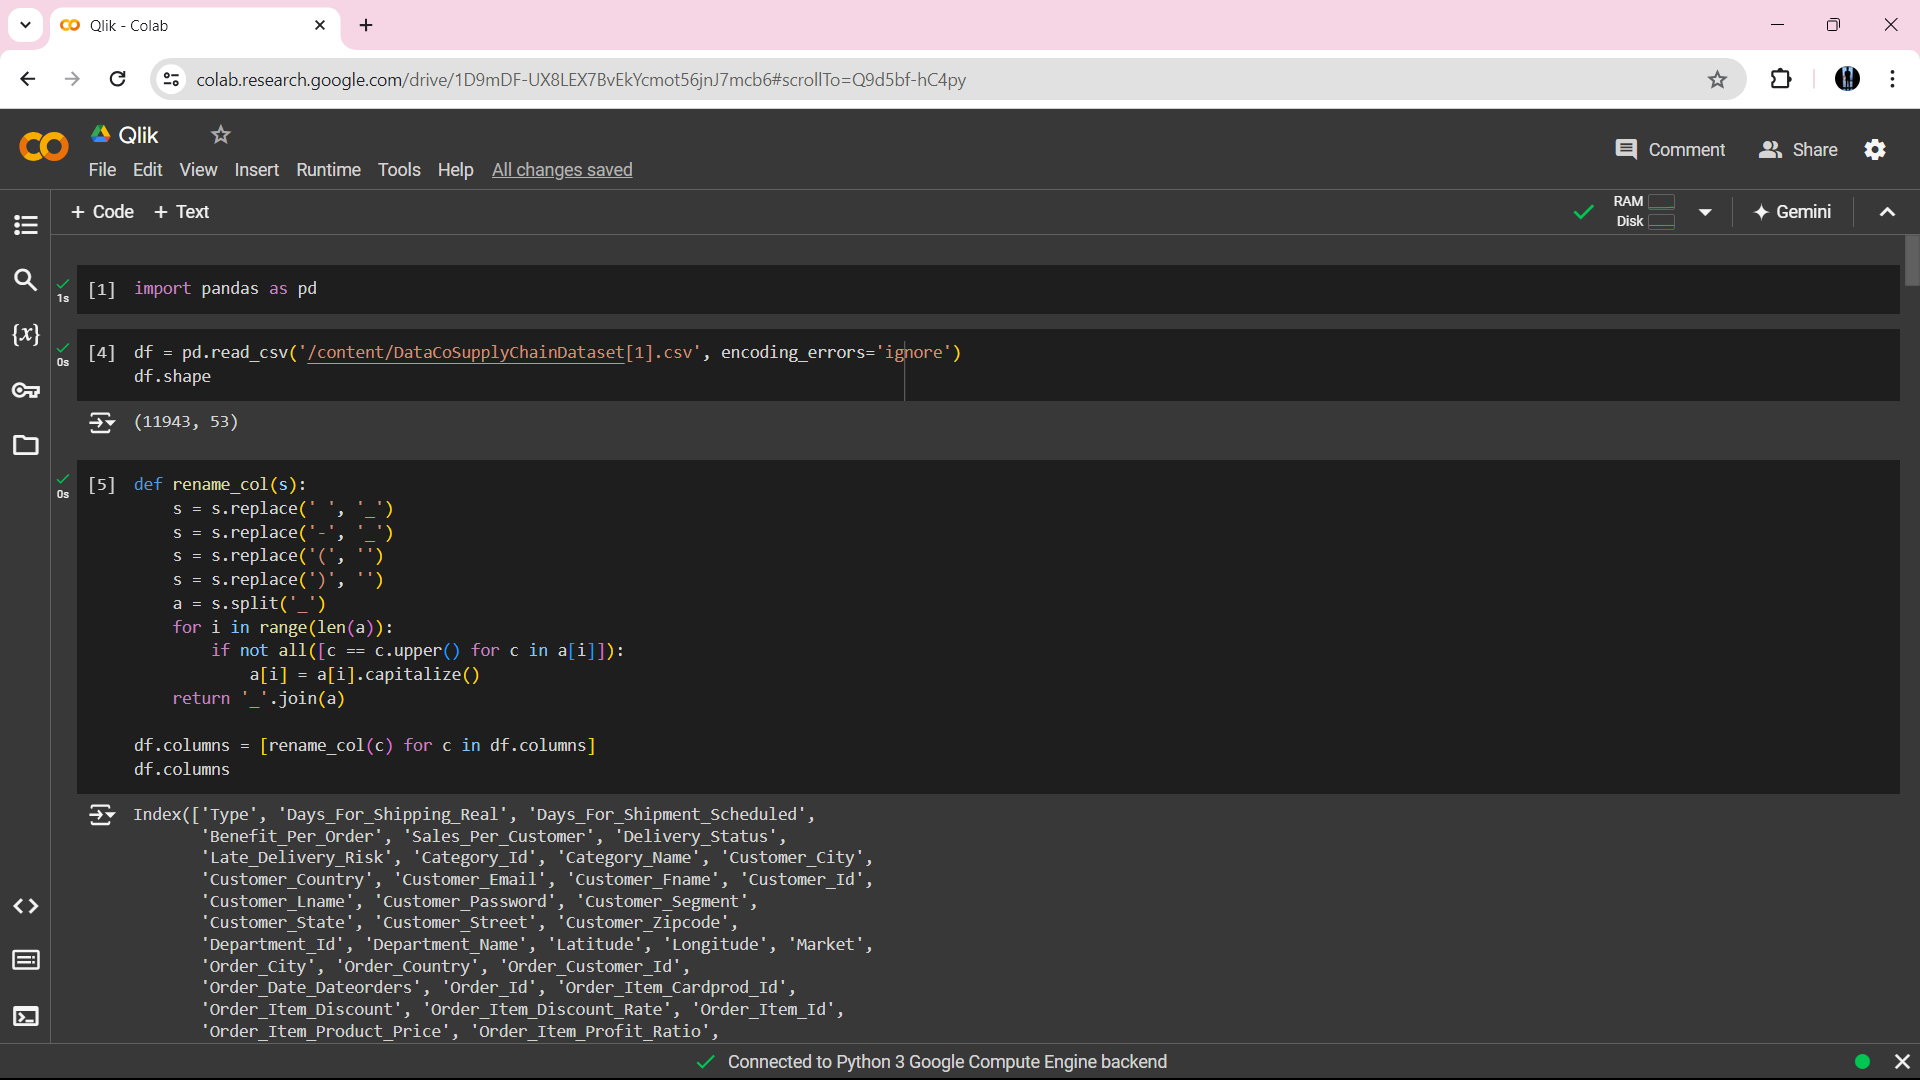 Qlik - Colab
colab.research.google.com/drive/1D9mDF-UX8LEX7BvEkYcmot56jnJ7mcb6#scrollTo=Q9d5bf-hC4py
Qlik
Comment
Share
File Edit View Insert Runtime Tools Help All changes saved
+ Code + Text
RAM
Disk
Gemini
1s
[1] import pandas as pd
0s
[4] df = pd.read_csv('/content/DataCoSupplyChainDataset[1].csv', encoding_errors='ignore')
df.shape
(11943, 53)
0s
[5] def rename_col(s):
    s = s.replace(' ', '_')
    s = s.replace('-', '_')
    s = s.replace('(', '')
    s = s.replace(')', '')
    a = s.split('_')
    for i in range(len(a)):
        if not all([c == c.upper() for c in a[i]]):
            a[i] = a[i].capitalize()
    return '_'.join(a)
df.columns = [rename_col(c) for c in df.columns]
df.columns
Index(['Type', 'Days_For_Shipping_Real', 'Days_For_Shipment_Scheduled',
'Benefit_Per_Order', 'Sales_Per_Customer', 'Delivery_Status',
'Late_Delivery_Risk', 'Category_Id', 'Category_Name', 'Customer_City',
'Customer_Country', 'Customer_Email', 'Customer_Fname', 'Customer_Id',
'Customer_Lname', 'Customer_Password', 'Customer_Segment',
'Customer_State', 'Customer_Street', 'Customer_Zipcode',
'Department_Id', 'Department_Name', 'Latitude', 'Longitude', 'Market',
'Order_City', 'Order_Country', 'Order_Customer_Id',
'Order_Date_Dateorders', 'Order_Id', 'Order_Item_Cardprod_Id',
'Order_Item_Discount', 'Order_Item_Discount_Rate', 'Order_Item_Id',
'Order_Item_Product_Price', 'Order_Item_Profit_Ratio',
Connected to Python 3 Google Compute Engine backend